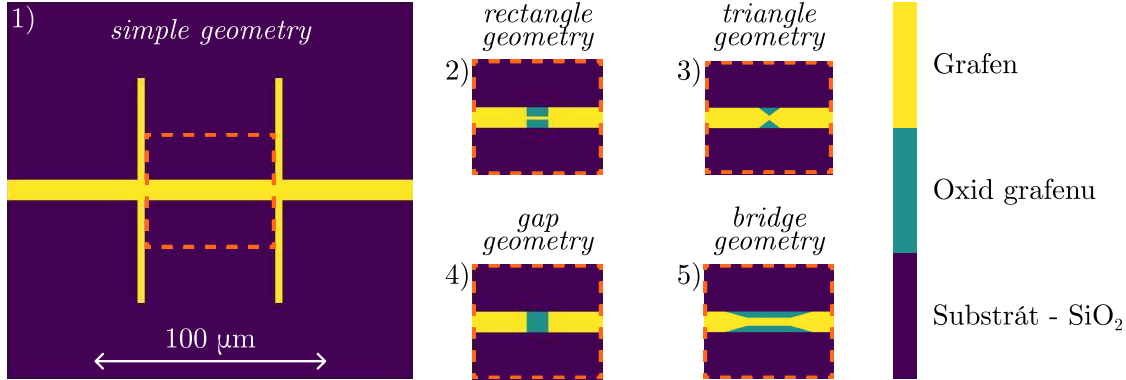 1)
simple geometry
100 µm
rectangle
geometry
2)
triangle
geometry
3)
gap
geometry
4)
bridge
geometry
5)
Grafen
Oxid grafenu
Substrát - SiO₂